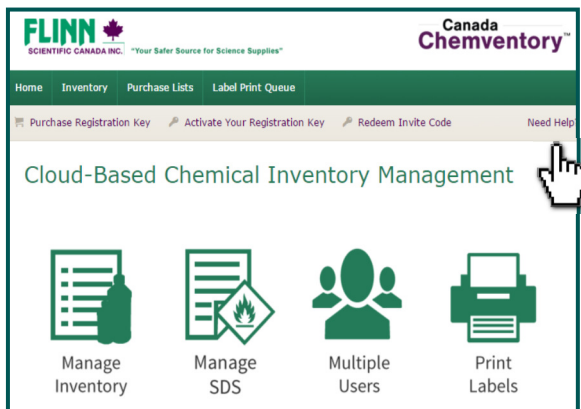 FLINN
SCIENTIFIC CANADA INC.
"Your Safer Source for Science Supplies"
Canada
Chemventory™
Home Inventory Purchase Lists Label Print Queue
Purchase Registration Key Activate Your Registration Key Redeem Invite Code Need Help?
Cloud-Based Chemical Inventory Management
Manage
Inventory
Manage
SDS
Multiple
Users
Print
Labels